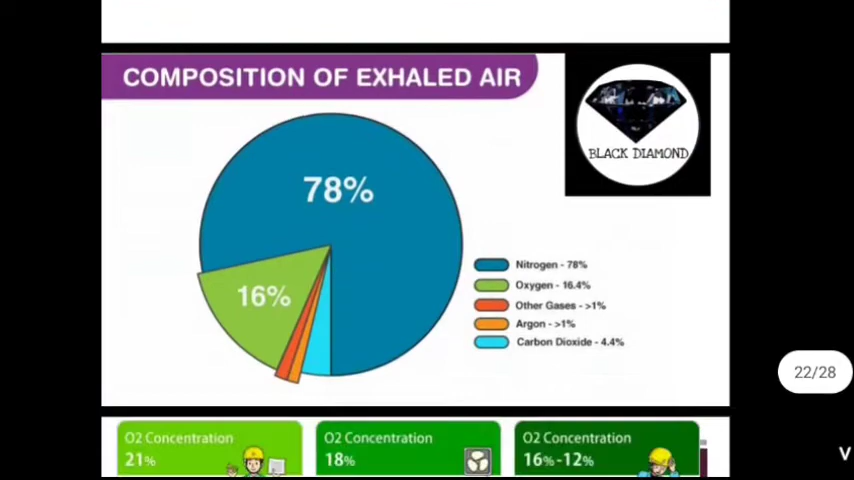 COMPOSITION OF EXHALED AIR
BLACK DIAMOND
78%
16%
Nitrogen - 78%
Oxygen - 16.4%
Other Gases - >1%
Argon - >1%
Carbon Dioxide - 4.4%
22/28
O2 Concentration
21%
O2 Concentration
18%
O2 Concentration
16% -12%
V